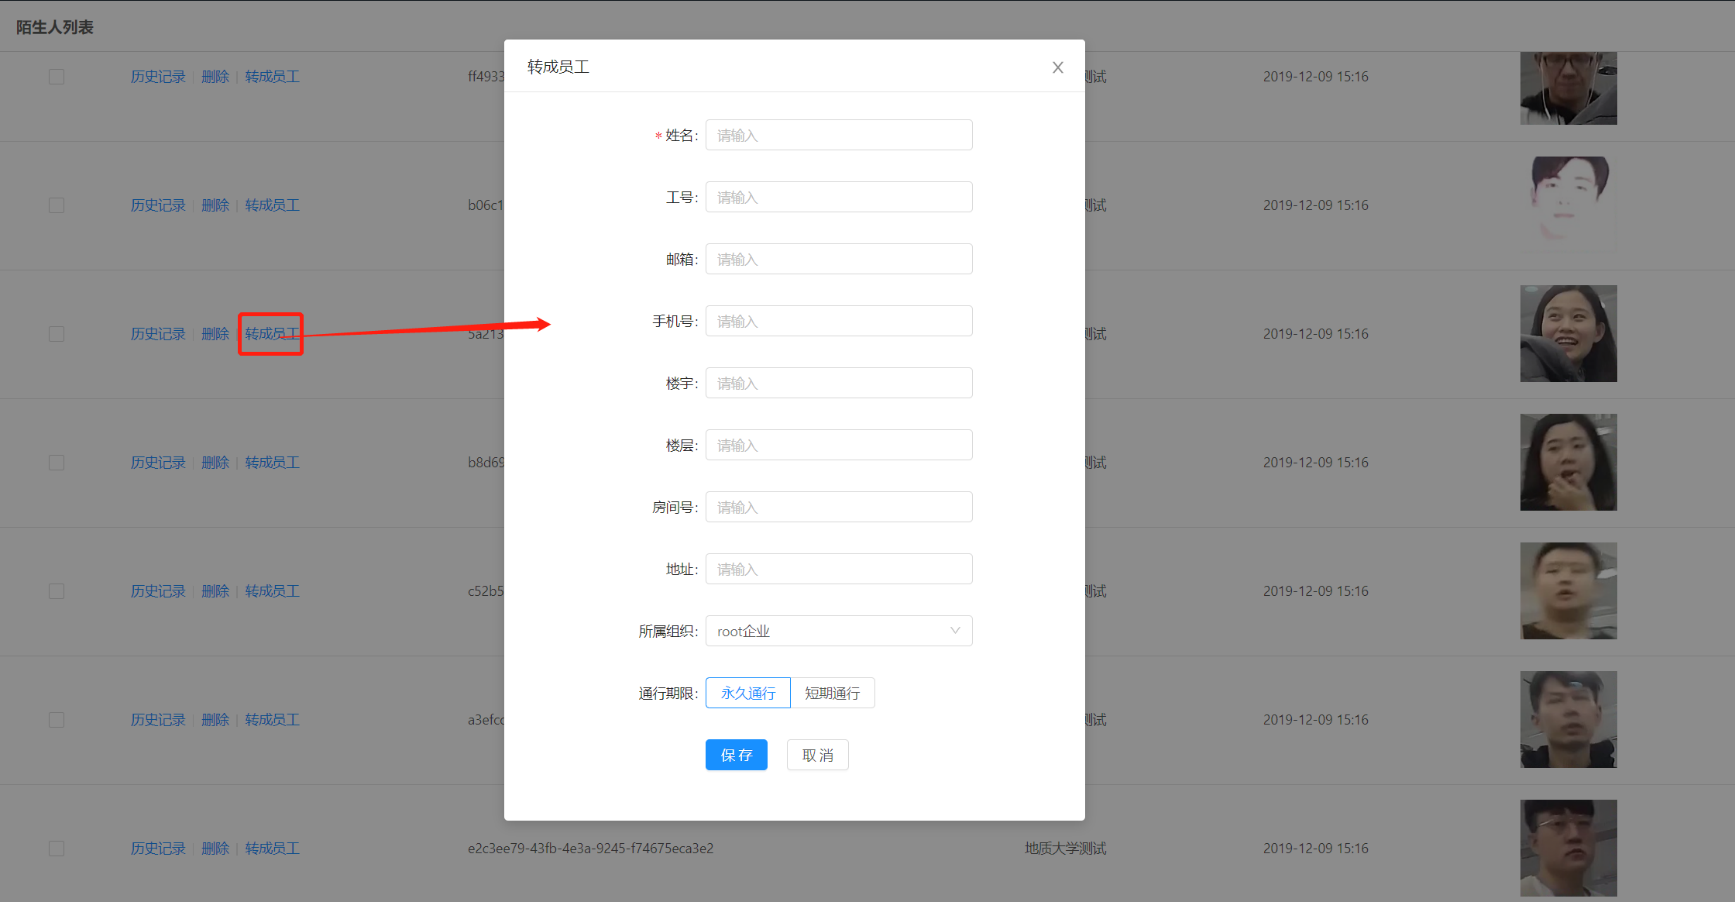 陌生人列表
历史记录 | 删除 | 转成员工 ff4933 测试 2019-12-09 15:16
历史记录 | 删除 | 转成员工 b06c1 测试 2019-12-09 15:16
历史记录 | 删除 | 转成员工 5a213 测试 2019-12-09 15:16
历史记录 | 删除 | 转成员工 b8d69 测试 2019-12-09 15:16
历史记录 | 删除 | 转成员工 c52b5 测试 2019-12-09 15:16
历史记录 | 删除 | 转成员工 a3efcc 测试 2019-12-09 15:16
历史记录 | 删除 | 转成员工 e2c3ee79-43fb-4e3a-9245-f74675eca3e2 地质大学测试 2019-12-09 15:16
转成员工
* 姓名: 请输入
工号: 请输入
邮箱: 请输入
手机号: 请输入
楼宇: 请输入
楼层: 请输入
房间号: 请输入
地址: 请输入
所属组织: root企业
通行期限: 永久通行 短期通行
保存 取消